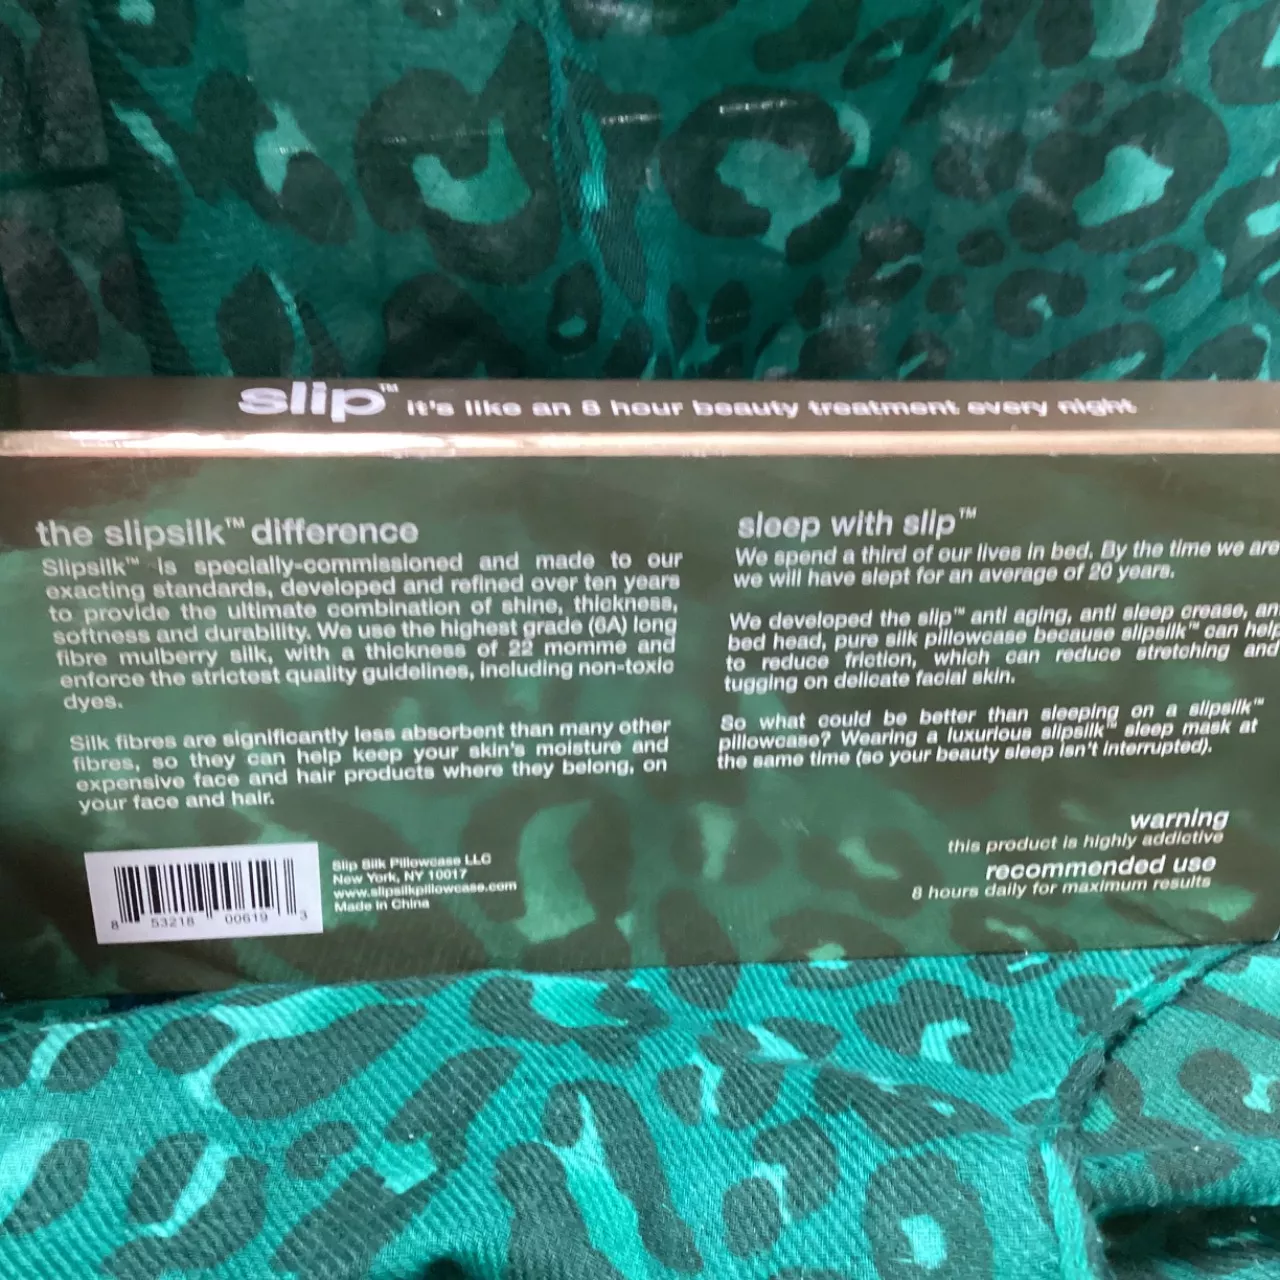 slip™ it's like an 8 hour beauty treatment every night
the slipsilk™ difference
Slipsilk™ is specially-commissioned and made to our
exacting standards, developed and refined over ten years
to provide the ultimate combination of shine, thickness,
softness and durability. We use the highest grade (6A) long
fibre mulberry silk, with a thickness of 22 momme and
enforce the strictest quality guidelines, including non-toxic
dyes.
Silk fibres are significantly less absorbent than many other
fibres, so they can help keep your skin's moisture and
expensive face and hair products where they belong, on
your face and hair.
8 53218 00619 3
Slip Silk Pillowcase LLC
New York, NY 10017
www.slipsilkpillowcase.com
Made in China
sleep with slip™
We spend a third of our lives in bed. By the time we are
we will have slept for an average of 20 years.
We developed the slip™ anti aging, anti sleep crease, an
bed head, pure silk pillowcase because slipsilk™ can help
to reduce friction, which can reduce stretching and
tugging on delicate facial skin.
So what could be better than sleeping on a slipsilk™
pillowcase? Wearing a luxurious slipsilk™ sleep mask at
the same time (so your beauty sleep isn't interrupted).
warning
this product is highly addictive
recommended use
8 hours daily for maximum results